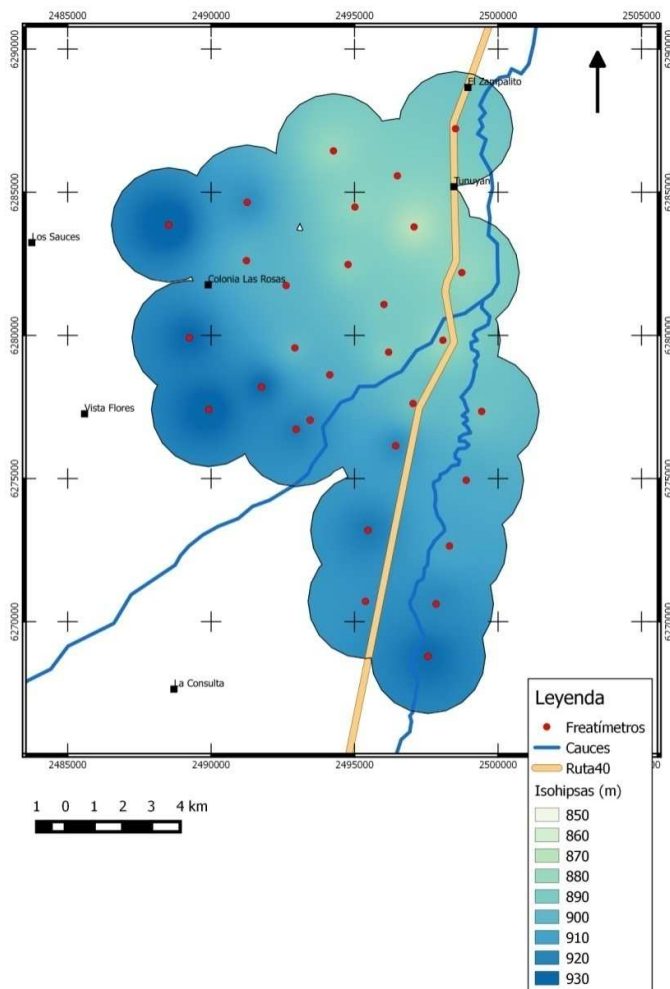 2485000 2490000 2495000 2500000 2505000
6290000 6290000
El Zampalito
6285000 6285000
Tunuyán
Los Sauces
Colonia Las Rosas
6280000 6280000
Vista Flores
6275000 6275000
6270000 6270000
La Consulta
2485000 2490000 2495000 2500000
Leyenda
Freatímetros
Cauces
Ruta40
Isohipsas (m)
850
860
870
880
890
900
910
920
930
1 0 1 2 3 4 km